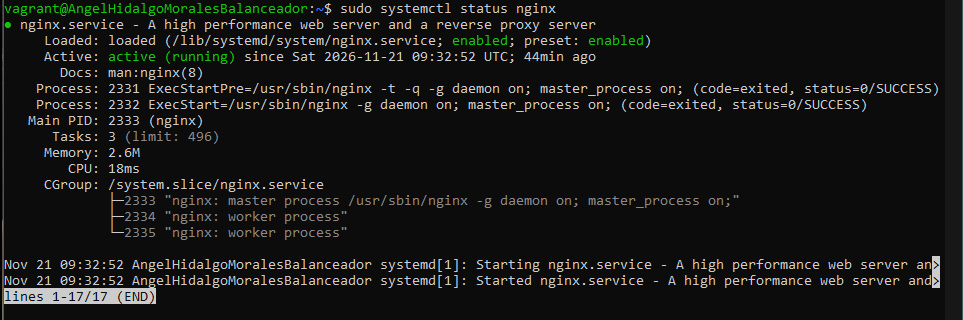 vagrant@AngelHidalgoMoralesBalanceador:~$ sudo systemctl status nginx
● nginx.service - A high performance web server and a reverse proxy server
Loaded: loaded (/lib/systemd/system/nginx.service; enabled; preset: enabled)
Active: active (running) since Sat 2026-11-21 09:32:52 UTC; 44min ago
Docs: man:nginx(8)
Process: 2331 ExecStartPre=/usr/sbin/nginx -t -q -g daemon on; master_process on; (code=exited, status=0/SUCCESS)
Process: 2332 ExecStart=/usr/sbin/nginx -g daemon on; master_process on; (code=exited, status=0/SUCCESS)
Main PID: 2333 (nginx)
Tasks: 3 (limit: 496)
Memory: 2.6M
CPU: 18ms
CGroup: /system.slice/nginx.service
├─2333 "nginx: master process /usr/sbin/nginx -g daemon on; master_process on;"
├─2334 "nginx: worker process"
└─2335 "nginx: worker process"
Nov 21 09:32:52 AngelHidalgoMoralesBalanceador systemd[1]: Starting nginx.service - A high performance web server an>
Nov 21 09:32:52 AngelHidalgoMoralesBalanceador systemd[1]: Started nginx.service - A high performance web server and>
lines 1-17/17 (END)